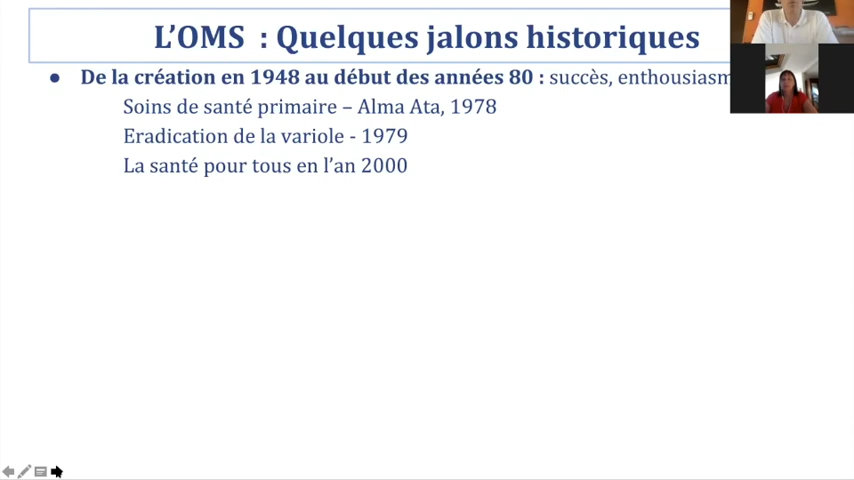 L'OMS : Quelques jalons historiques
● De la création en 1948 au début des années 80 : succès,
Soins de santé primaire – Alma Ata, 1978
Eradication de la variole - 1979
La santé pour tous en l'an 2000